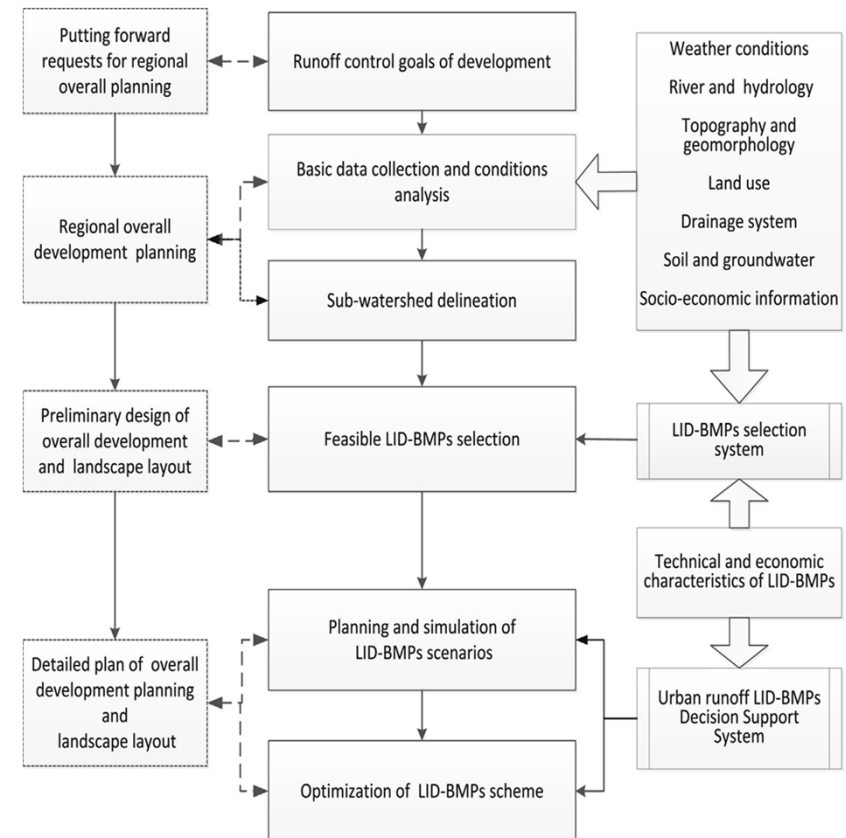 Putting forward
requests for regional
overall planning
Runoff control goals of development
Weather conditions
River and hydrology
Topography and
geomorphology
Land use
Drainage system
Soil and groundwater
Socio-economic information
Basic data collection and conditions
analysis
Regional overall
development planning
Sub-watershed delineation
Preliminary design of
overall development
and landscape layout
Feasible LID-BMPs selection
LID-BMPs selection
system
Technical and economic
characteristics of LID-BMPs
Planning and simulation of
LID-BMPs scenarios
Detailed plan of overall
development planning
and
landscape layout
Urban runoff LID-BMPs
Decision Support
System
Optimization of LID-BMPs scheme